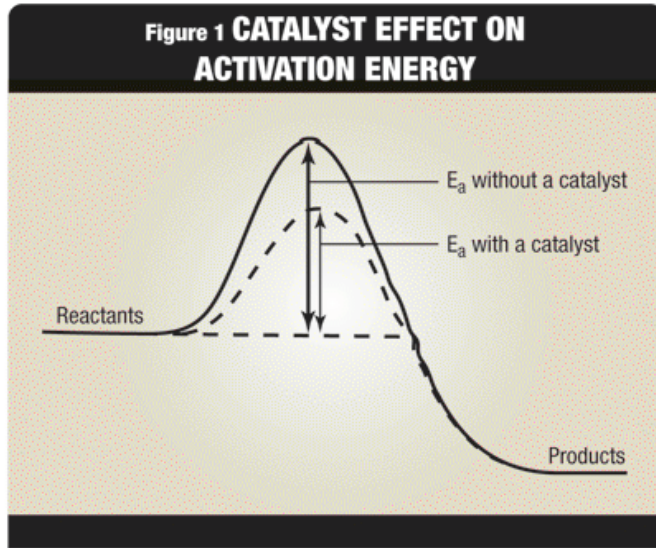 Figure 1 CATALYST EFFECT ON
ACTIVATION ENERGY
Eₐ without a catalyst
Eₐ with a catalyst
Reactants
Products